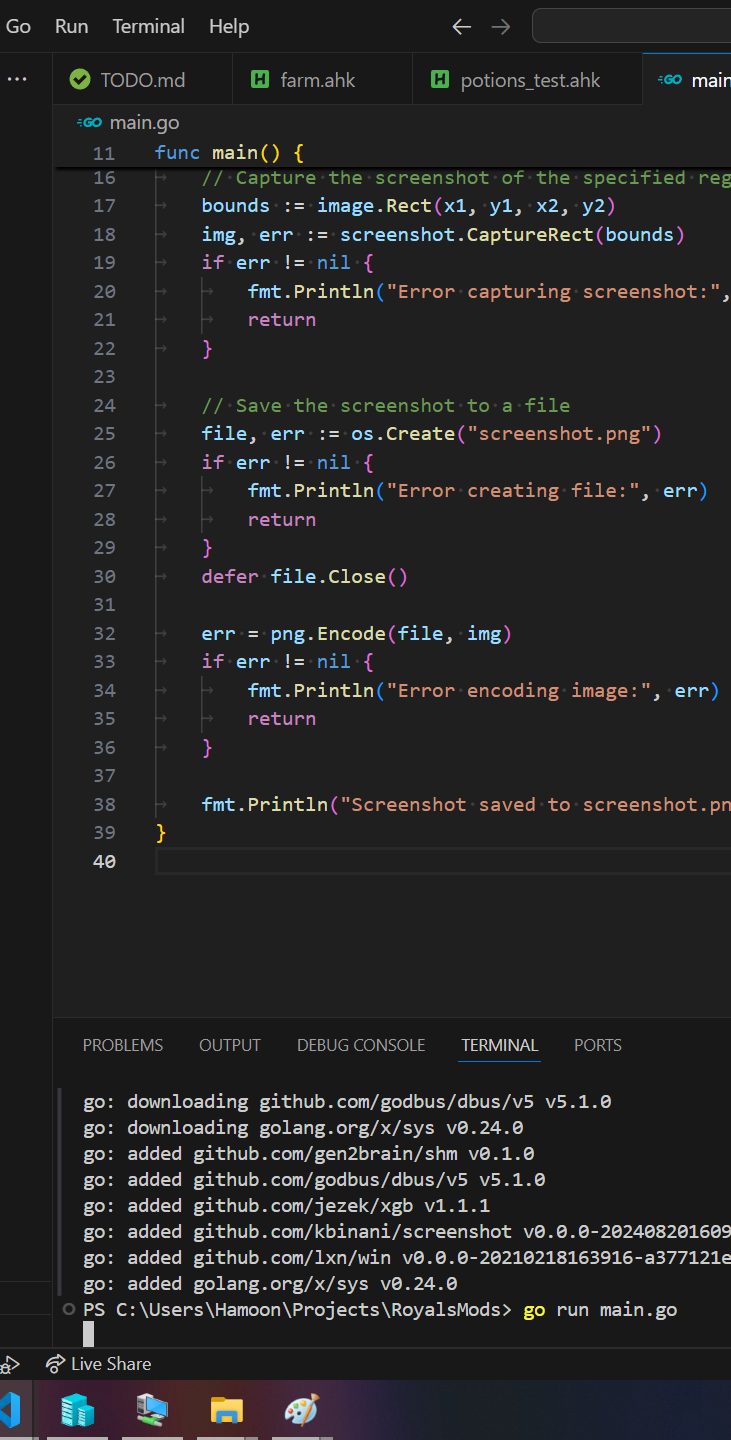 Go Run Terminal Help
TODO.md farm.ahk potions_test.ahk main
main.go
11 func main() {
16 // Capture the screenshot of the specified reg
17 bounds := image.Rect(x1, y1, x2, y2)
18 img, err := screenshot.CaptureRect(bounds)
19 if err != nil {
20 fmt.Println("Error capturing screenshot:",
21 return
22 }
23
24 // Save the screenshot to a file
25 file, err := os.Create("screenshot.png")
26 if err != nil {
27 fmt.Println("Error creating file:", err)
28 return
29 }
30 defer file.Close()
31
32 err = png.Encode(file, img)
33 if err != nil {
34 fmt.Println("Error encoding image:", err)
35 return
36 }
37
38 fmt.Println("Screenshot saved to screenshot.pn
39 }
40
PROBLEMS OUTPUT DEBUG CONSOLE TERMINAL PORTS
go: downloading github.com/godbus/dbus/v5 v5.1.0
go: downloading golang.org/x/sys v0.24.0
go: added github.com/gen2brain/shm v0.1.0
go: added github.com/godbus/dbus/v5 v5.1.0
go: added github.com/jezek/xgb v1.1.1
go: added github.com/kbinani/screenshot v0.0.0-202408201609
go: added github.com/lxn/win v0.0.0-20210218163916-a377121e
go: added golang.org/x/sys v0.24.0
PS C:\Users\Hamoon\Projects\RoyalsMods> go run main.go
Live Share